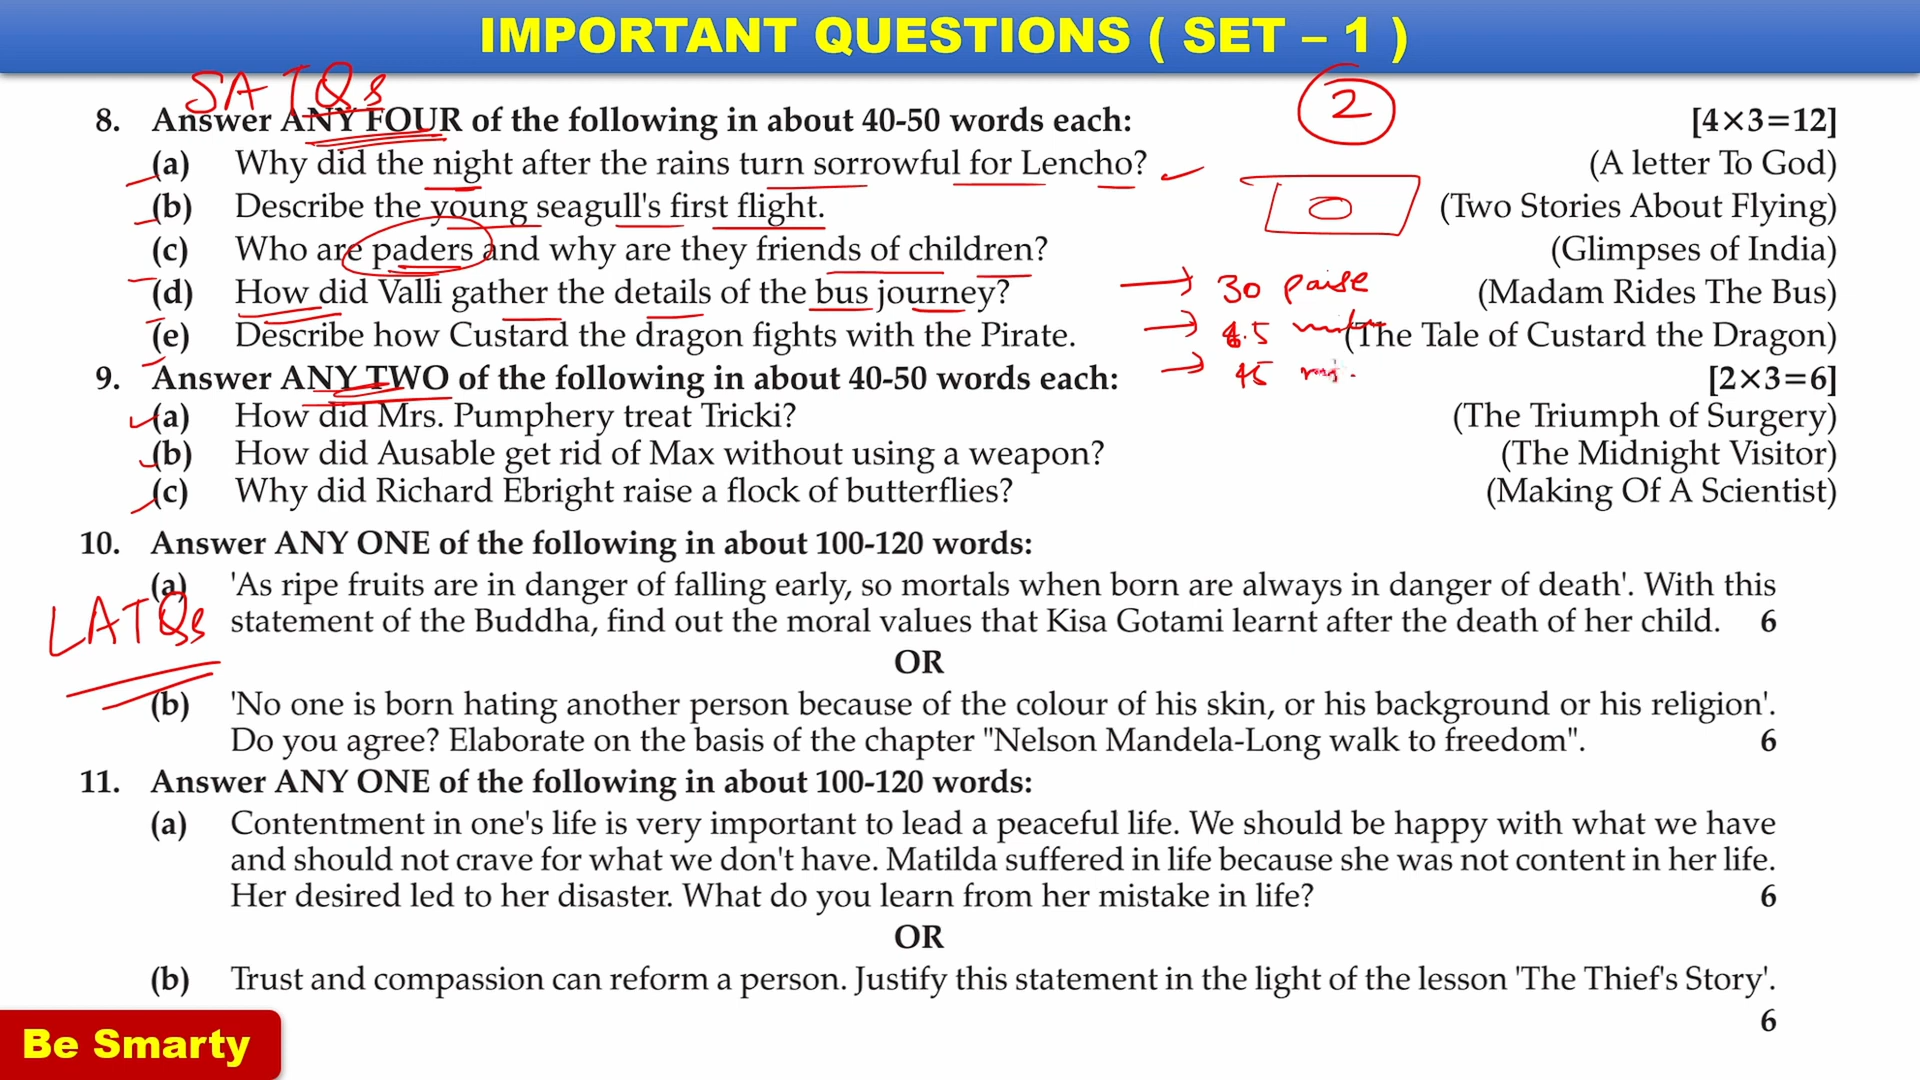 IMPORTANT QUESTIONS ( SET – 1 )
SATQs
2
8. Answer ANY FOUR of the following in about 40-50 words each: [4×3=12]
(a) Why did the night after the rains turn sorrowful for Lencho? (A letter To God)
(b) Describe the young seagull's first flight. (Two Stories About Flying)
(c) Who are paders and why are they friends of children? (Glimpses of India)
(d) How did Valli gather the details of the bus journey? → 30 paise (Madam Rides The Bus)
(e) Describe how Custard the dragon fights with the Pirate. → (The Tale of Custard the Dragon)
9. Answer ANY TWO of the following in about 40-50 words each: → 45 [2×3=6]
(a) How did Mrs. Pumphery treat Tricki? (The Triumph of Surgery)
(b) How did Ausable get rid of Max without using a weapon? (The Midnight Visitor)
(c) Why did Richard Ebright raise a flock of butterflies? (Making Of A Scientist)
10. Answer ANY ONE of the following in about 100-120 words:
(a) 'As ripe fruits are in danger of falling early, so mortals when born are always in danger of death'. With this
LATQs
statement of the Buddha, find out the moral values that Kisa Gotami learnt after the death of her child. 6
OR
(b) 'No one is born hating another person because of the colour of his skin, or his background or his religion'.
Do you agree? Elaborate on the basis of the chapter "Nelson Mandela-Long walk to freedom". 6
11. Answer ANY ONE of the following in about 100-120 words:
(a) Contentment in one's life is very important to lead a peaceful life. We should be happy with what we have
and should not crave for what we don't have. Matilda suffered in life because she was not content in her life.
Her desired led to her disaster. What do you learn from her mistake in life? 6
OR
(b) Trust and compassion can reform a person. Justify this statement in the light of the lesson 'The Thief's Story'.
6
Be Smarty